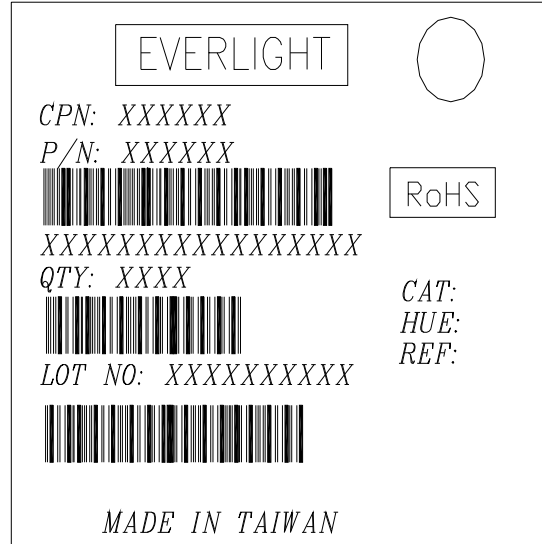 EVERLIGHT
CPN: XXXXXX
P/N: XXXXXX
RoHS
XXXXXXXXXXXXXXXXX
QTY: XXXX
CAT:
HUE:
REF:
LOT NO: XXXXXXXXXX
MADE IN TAIWAN